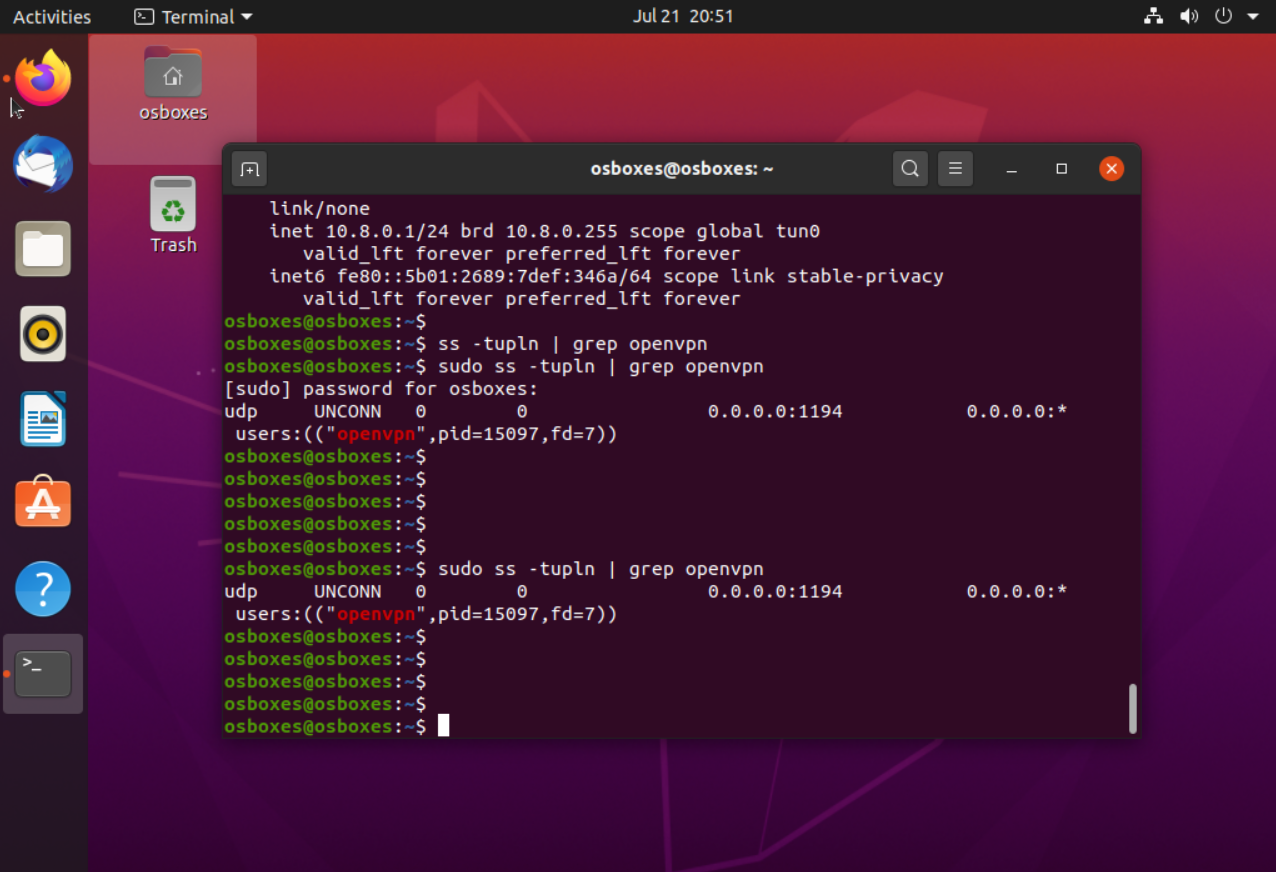 Activities Terminal Jul 21 20:51
osboxes
Trash
osboxes@osboxes: ~
link/none
inet 10.8.0.1/24 brd 10.8.0.255 scope global tun0
valid_lft forever preferred_lft forever
inet6 fe80::5b01:2689:7def:346a/64 scope link stable-privacy
valid_lft forever preferred_lft forever
osboxes@osboxes:~$
osboxes@osboxes:~$ ss -tupln | grep openvpn
osboxes@osboxes:~$ sudo ss -tupln | grep openvpn
[sudo] password for osboxes:
udp UNCONN 0 0 0.0.0.0:1194 0.0.0.0:*
users:(("openvpn",pid=15097,fd=7))
osboxes@osboxes:~$
osboxes@osboxes:~$
osboxes@osboxes:~$
osboxes@osboxes:~$
osboxes@osboxes:~$
osboxes@osboxes:~$ sudo ss -tupln | grep openvpn
udp UNCONN 0 0 0.0.0.0:1194 0.0.0.0:*
users:(("openvpn",pid=15097,fd=7))
osboxes@osboxes:~$
osboxes@osboxes:~$
osboxes@osboxes:~$
osboxes@osboxes:~$
osboxes@osboxes:~$